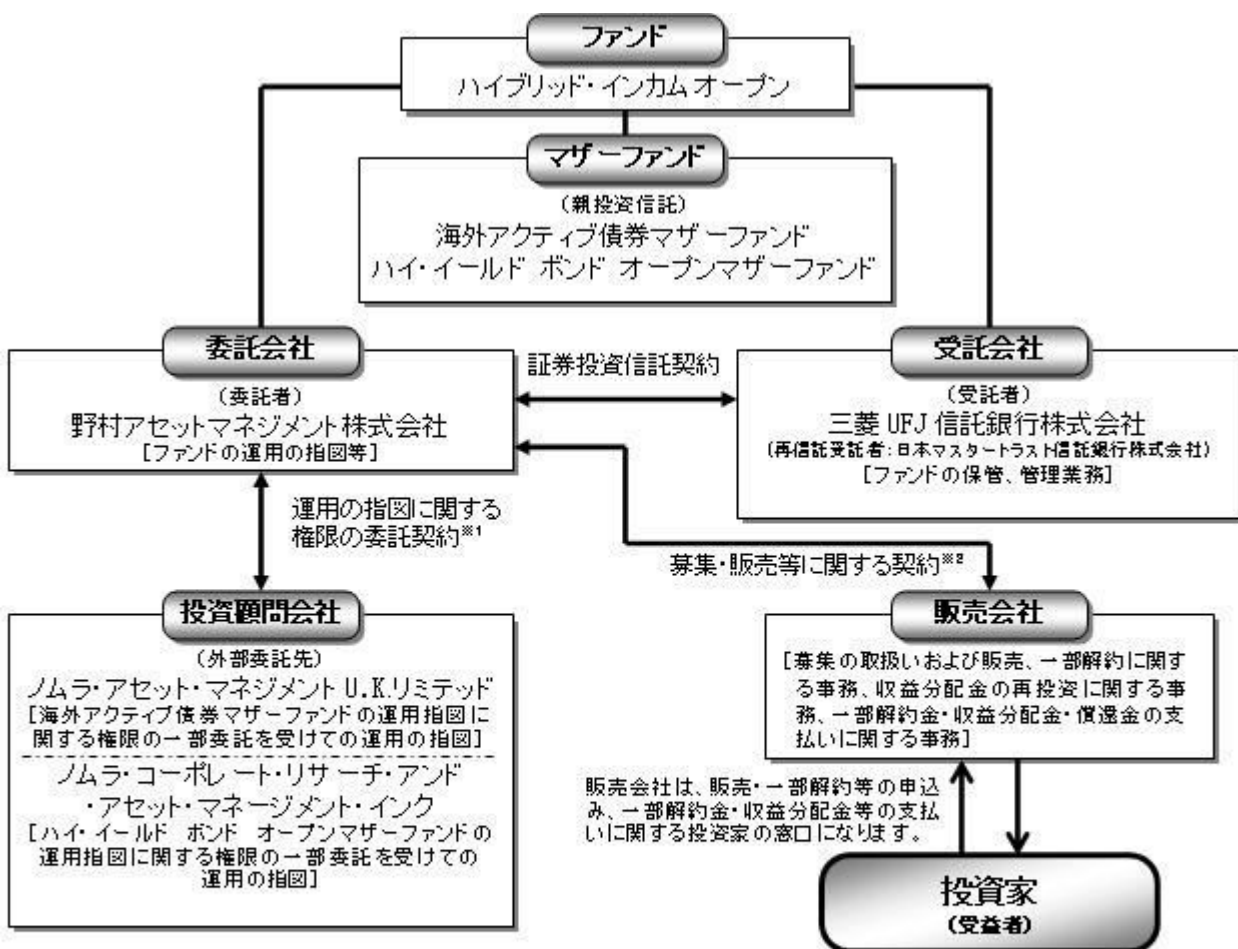 ファンド
ハイブリッド・インカムオープン
マザーファンド
(親投資信託)
海外アクティブ債券マザーファンド
ハイ・イールド ボンド オープンマザーファンド
委託会社
(委託者)
野村アセットマネジメント株式会社
[ファンドの運用の指図等]
証券投資信託契約
受託会社
(受託者)
三菱UFJ信託銀行株式会社
(再信託受託者:日本マスタートラスト信託銀行株式会社)
[ファンドの保管、管理業務]
運用の指図に関する
権限の委託契約※1
募集・販売等に関する契約※2
投資顧問会社
(外部委託先)
ノムラ・アセット・マネジメントU.K.リミテッド
[海外アクティブ債券マザーファンドの運用指図に
関する権限の一部委託を受けての運用の指図]
ノムラ・コーポレート・リサーチ・アンド
・アセット・マネージメント・インク
[ハイ・イールド ボンド オープンマザーファンドの
運用指図に関する権限の一部委託を受けての
運用の指図]
販売会社
[募集の取扱いおよび販売、一部解約に関す
る事務、収益分配金の再投資に関する事
務、一部解約金・収益分配金・償還金の支
払いに関する事務]
販売会社は、販売・一部解約等の申込
み、一部解約金・収益分配金等の支払
いに関する投資家の窓口になります。
投資家
(受益者)